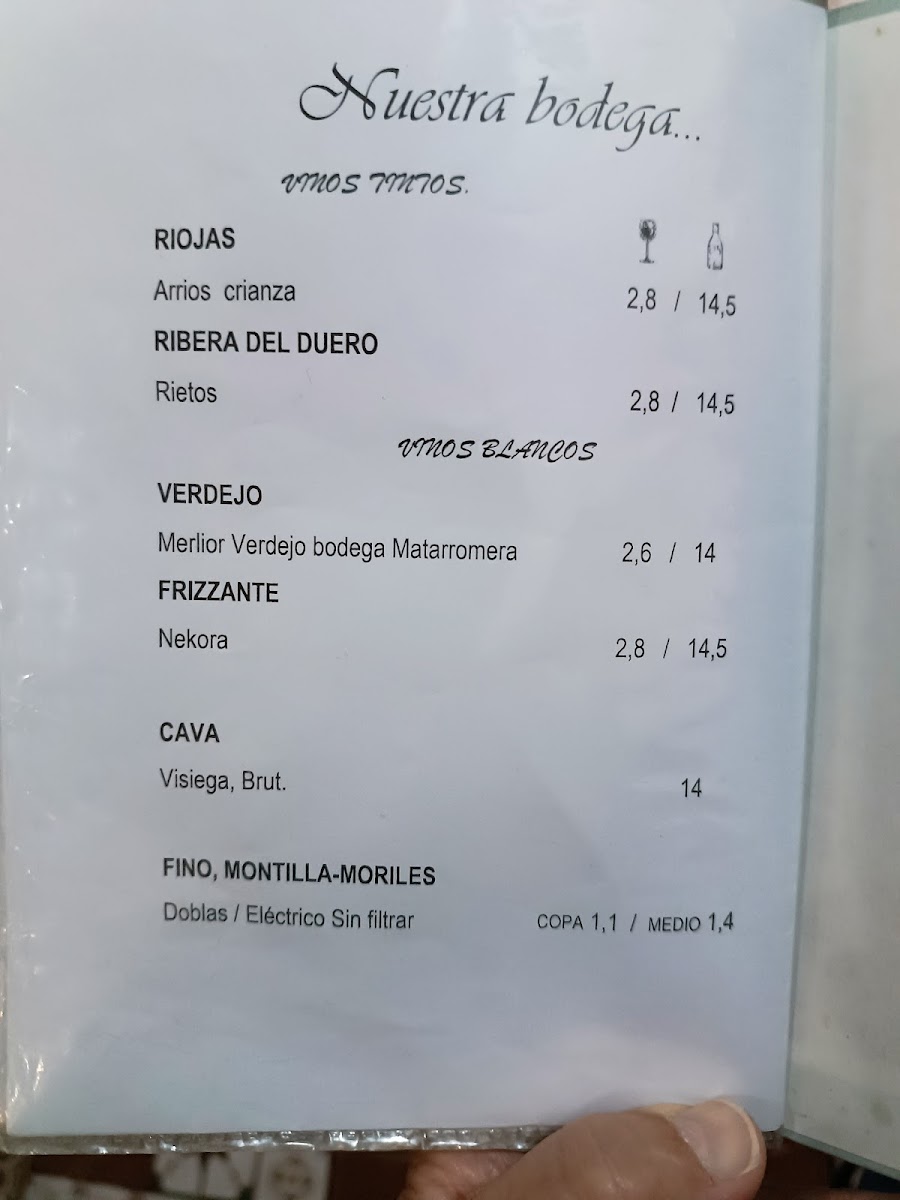 Nuestra bodega...
VINOS TINTOS.
RIOJAS
Arrios crianza 2,8 / 14,5
RIBERA DEL DUERO
Rietos 2,8 / 14,5
VINOS BLANCOS
VERDEJO
Merlior Verdejo bodega Matarromera 2,6 / 14
FRIZZANTE
Nekora 2,8 / 14,5
CAVA
Visiega, Brut. 14
FINO, MONTILLA-MORILES
Doblas / Eléctrico Sin filtrar COPA 1,1 / MEDIO 1,4